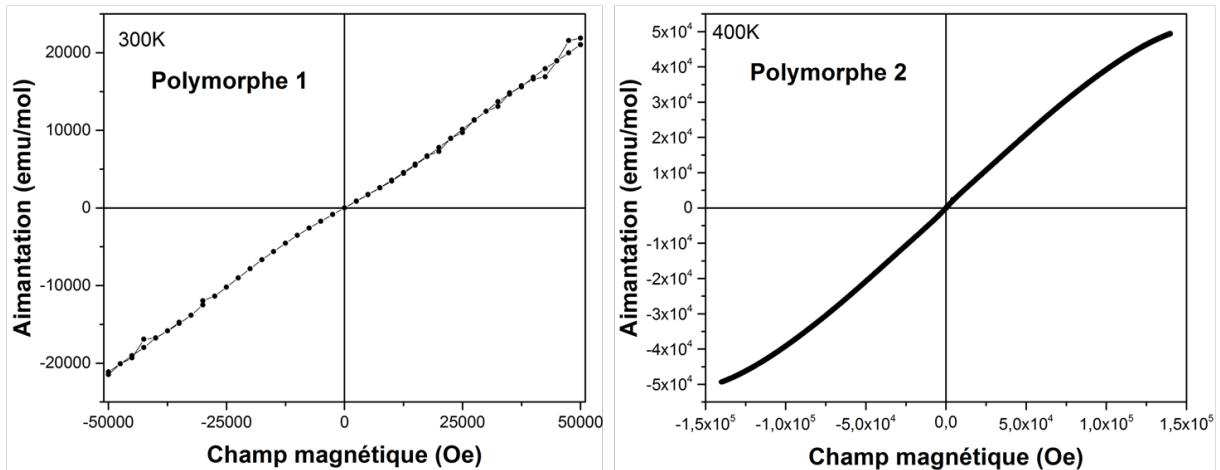 300K
Polymorphe 1
Aimantation (emu/mol)
20000
10000
0
-10000
-20000
-50000 -25000 0 25000 50000
Champ magnétique (Oe)
400K
Polymorphe 2
Aimantation (emu/mol)
5x10⁴
4x10⁴
3x10⁴
2x10⁴
1x10⁴
0
-1x10⁴
-2x10⁴
-3x10⁴
-4x10⁴
-5x10⁴
-1,5x10⁵ -1,0x10⁵ -5,0x10⁴ 0,0 5,0x10⁴ 1,0x10⁵ 1,5x10⁵
Champ magnétique (Oe)